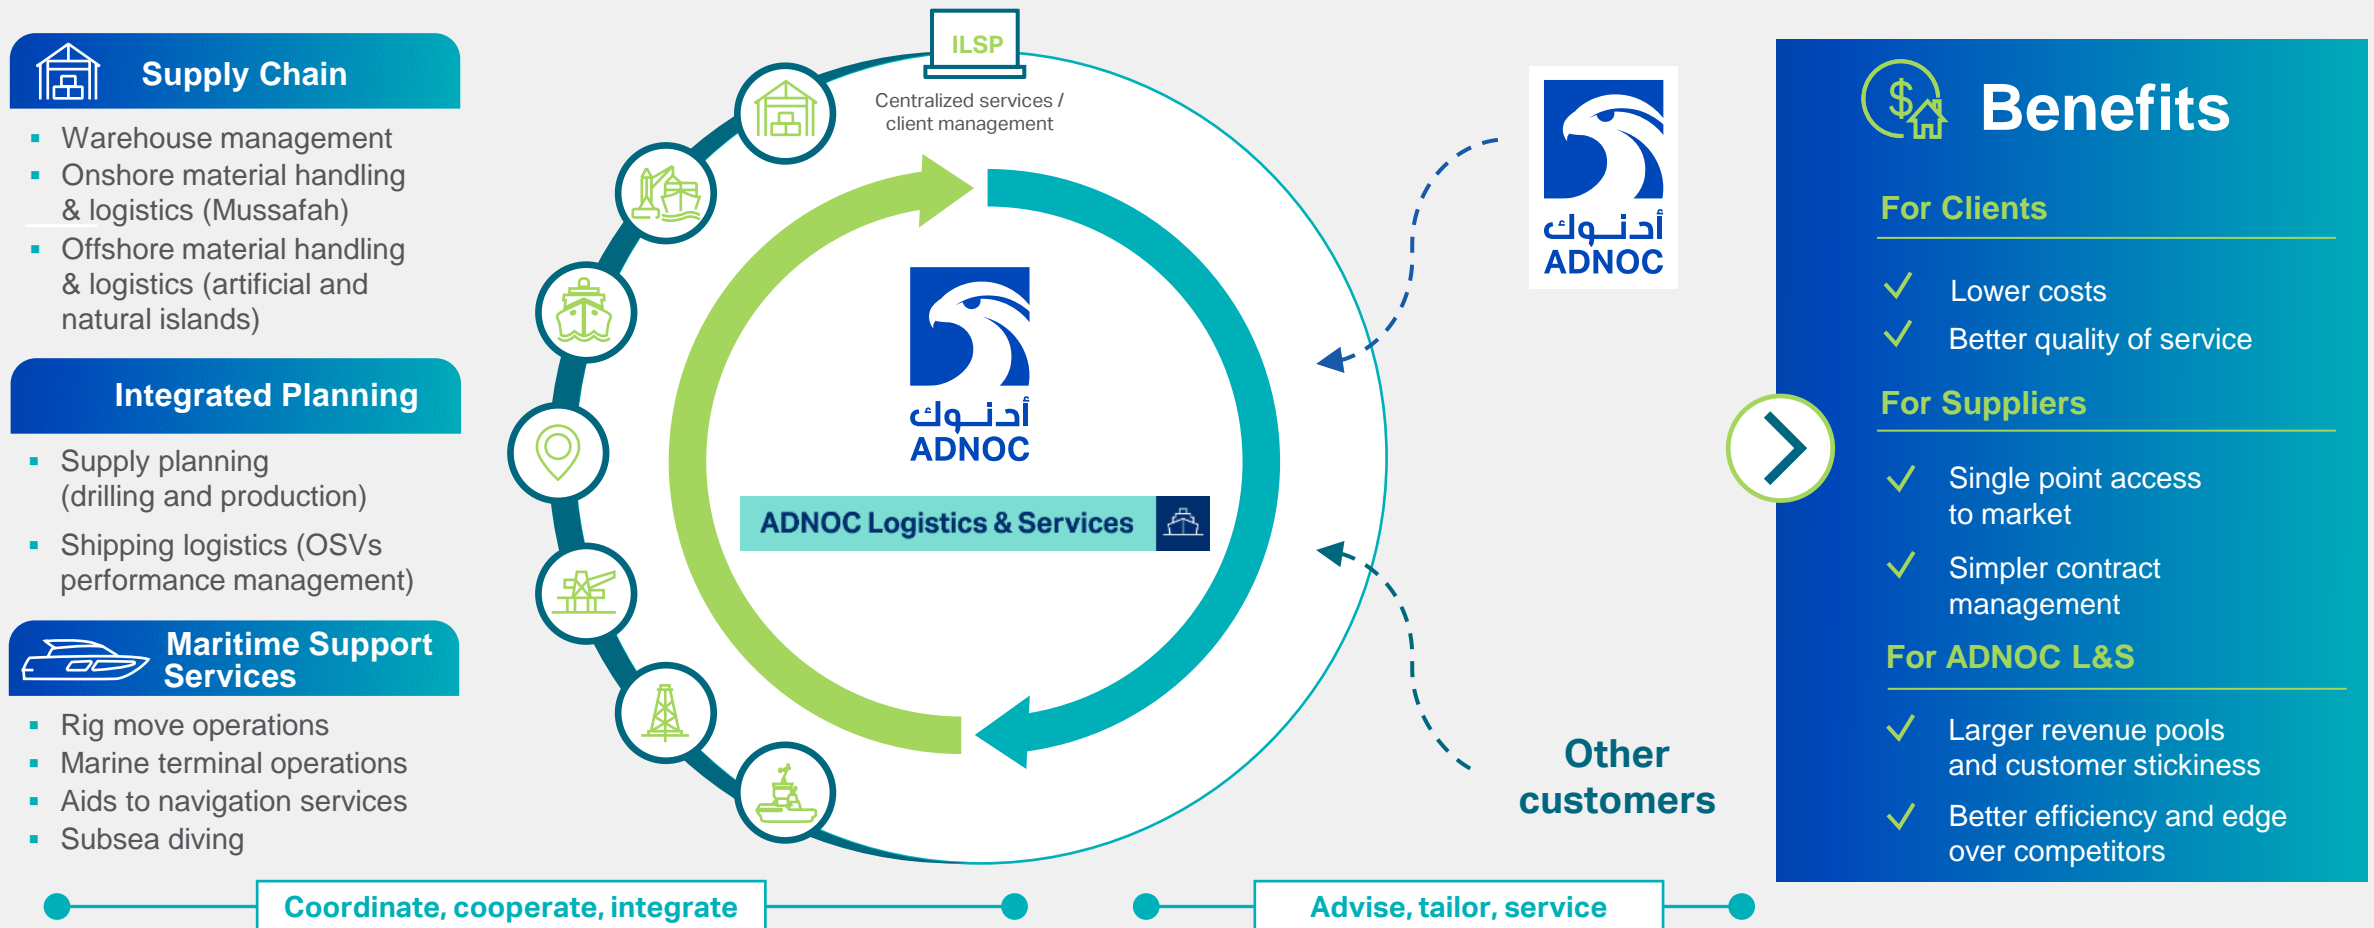 Supply Chain
Warehouse management
Onshore material handling
& logistics (Mussafah)
Offshore material handling
& logistics (artificial and
natural islands)
Integrated Planning
Supply planning
(drilling and production)
Shipping logistics (OSVs
performance management)
Maritime Support
Services
Rig move operations
Marine terminal operations
Aids to navigation services
Subsea diving
ILSP
Centralized services /
client management
أدنوك
ADNOC
ADNOC Logistics & Services
أدنوك
ADNOC
Other
customers
Coordinate, cooperate, integrate
Advise, tailor, service
$
Benefits
For Clients
Lower costs
Better quality of service
For Suppliers
Single point access
to market
Simpler contract
management
For ADNOC L&S
Larger revenue pools
and customer stickiness
Better efficiency and edge
over competitors